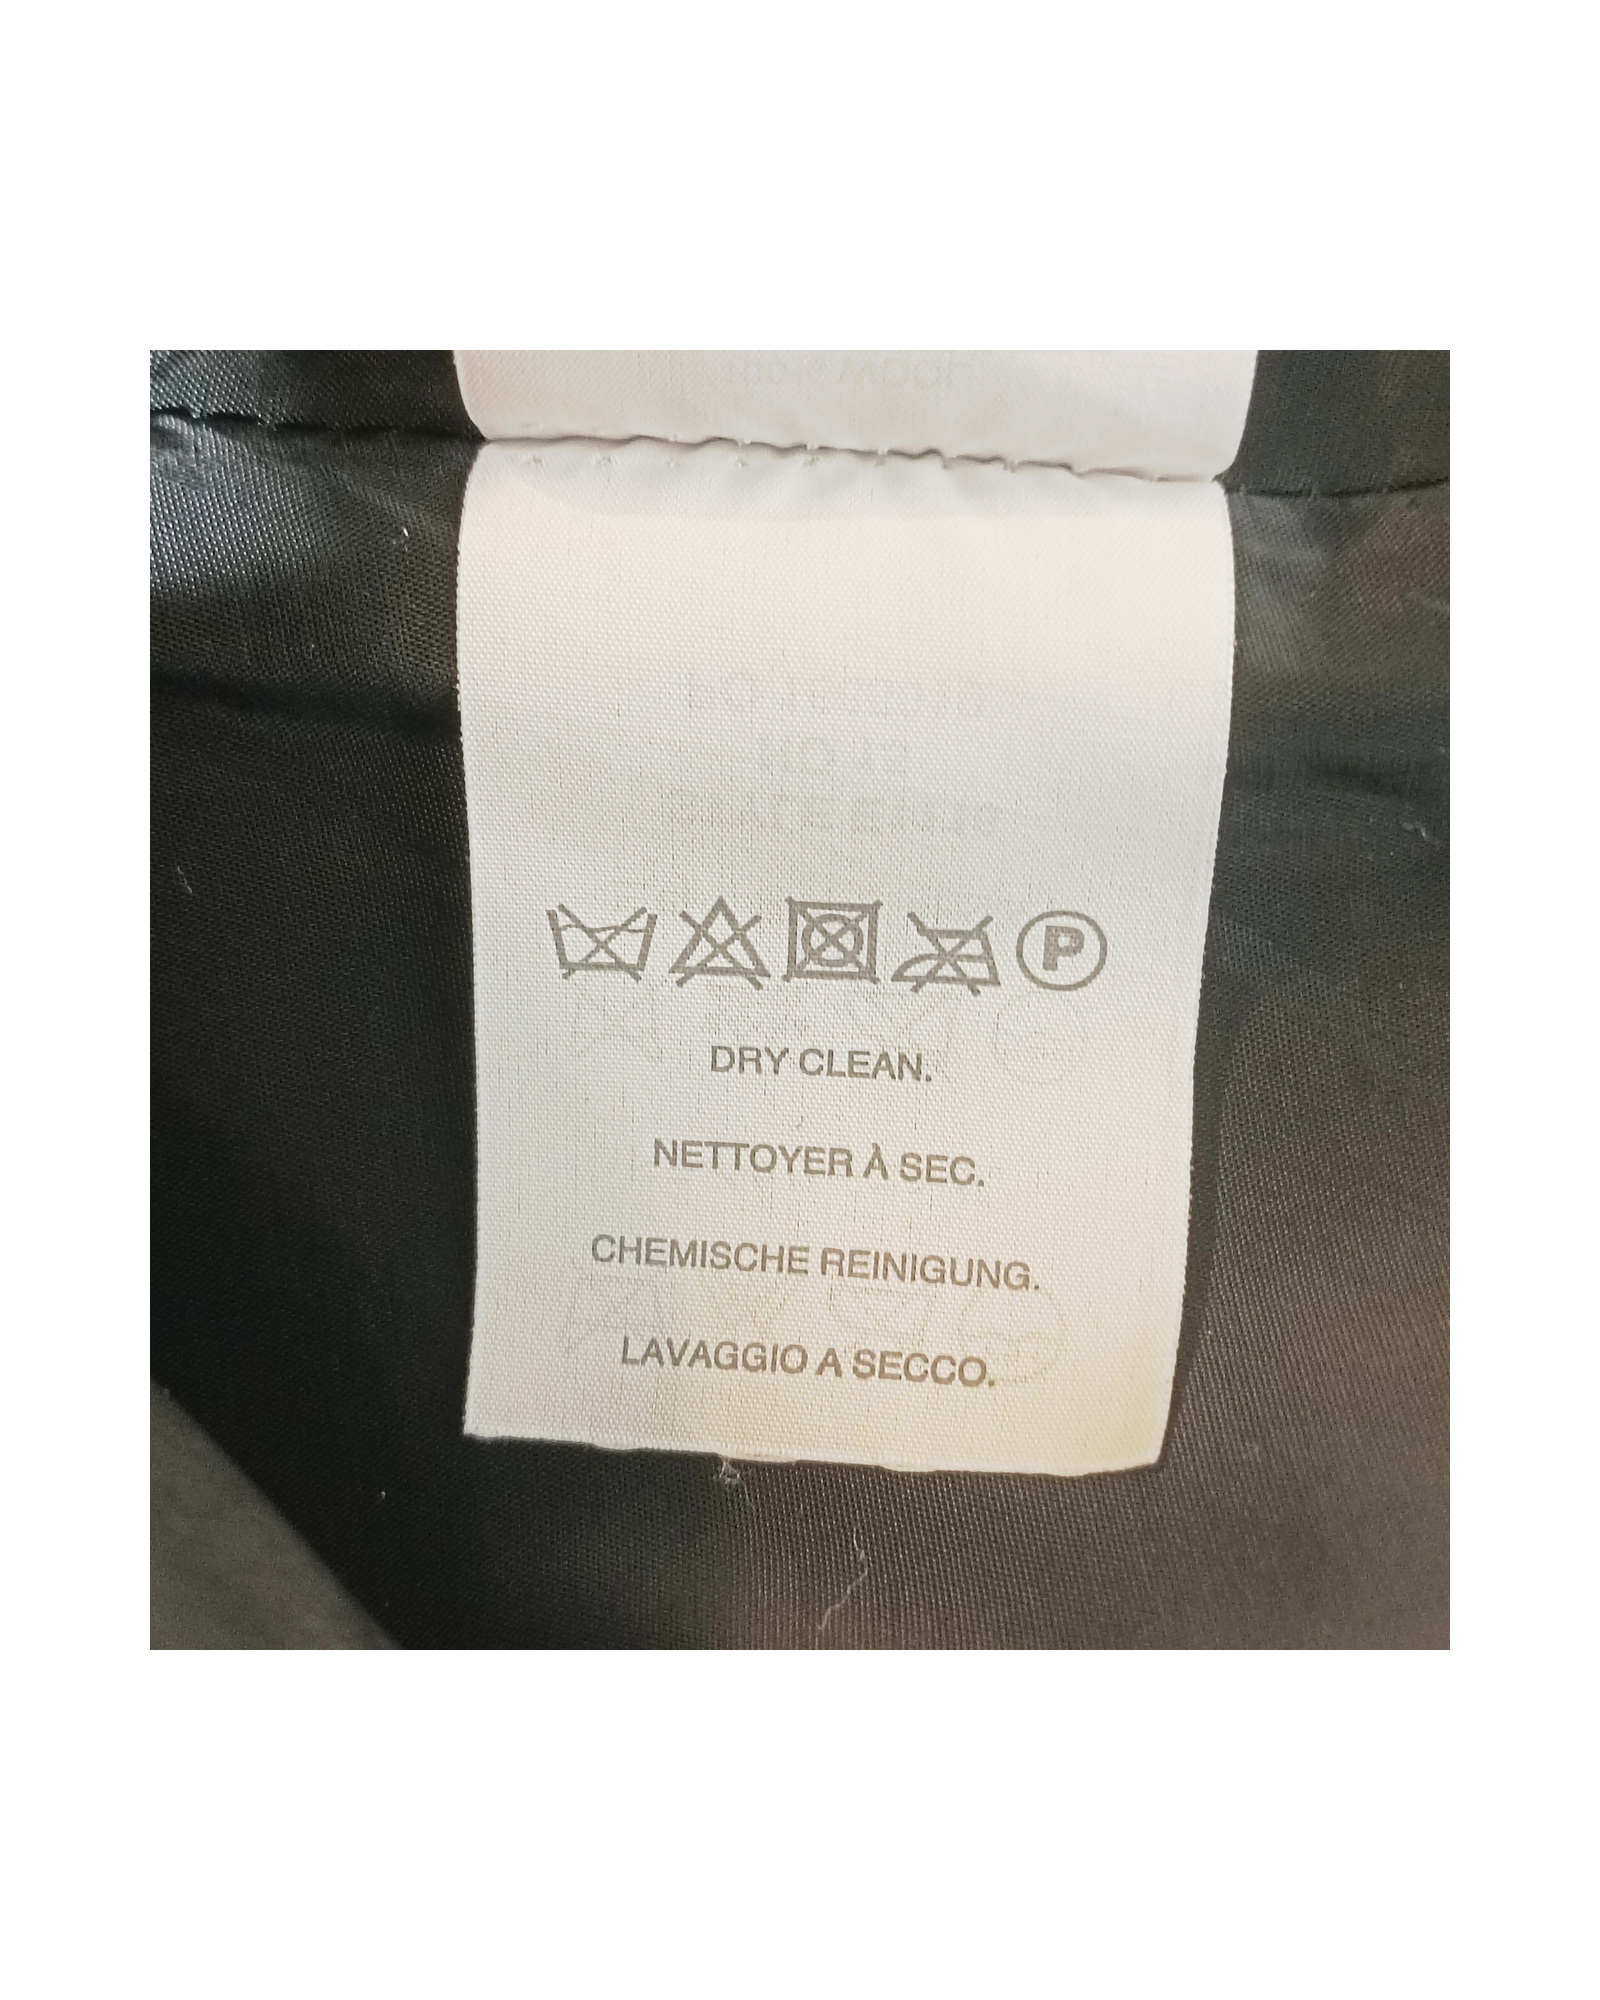 P
DRY CLEAN.
NETTOYER À SEC.
CHEMISCHE REINIGUNG.
LAVAGGIO A SECCO.